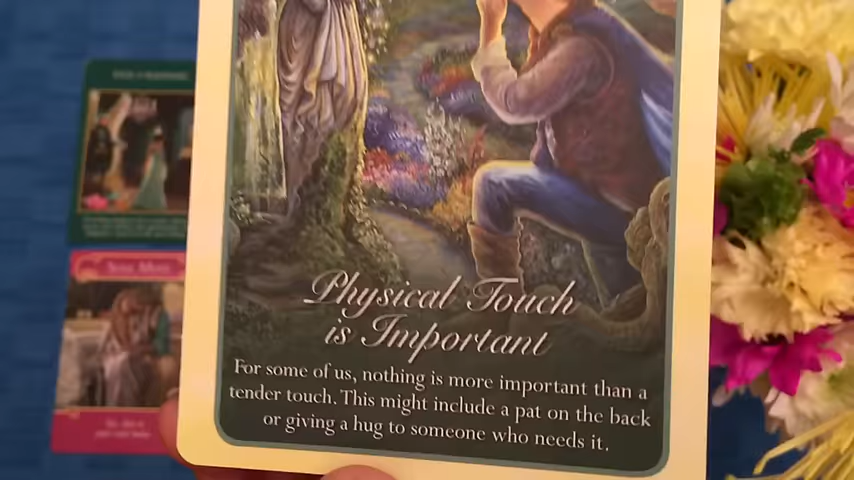 Physical Touch
is Important
For some of us, nothing is more important than a
tender touch. This might include a pat on the back
or giving a hug to someone who needs it.